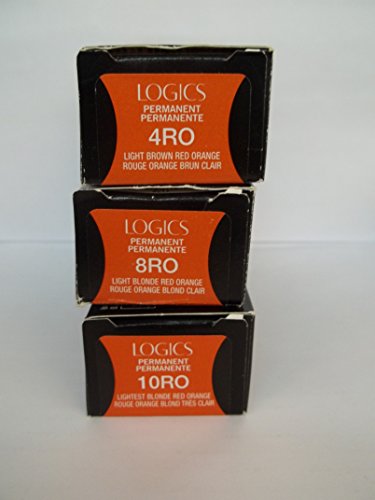 LOGICS
PERMANENT
PERMANENTE
4RO
LIGHT BROWN RED ORANGE
ROUGE ORANGE BRUN CLAIR
LOGICS
PERMANENT
PERMANENTE
8RO
LIGHT BLONDE RED ORANGE
ROUGE ORANGE BLOND CLAIR
LOGICS
PERMANENT
PERMANENTE
10RO
LIGHTEST BLONDE RED ORANGE
ROUGE ORANGE BLOND TRÈS CLAIR